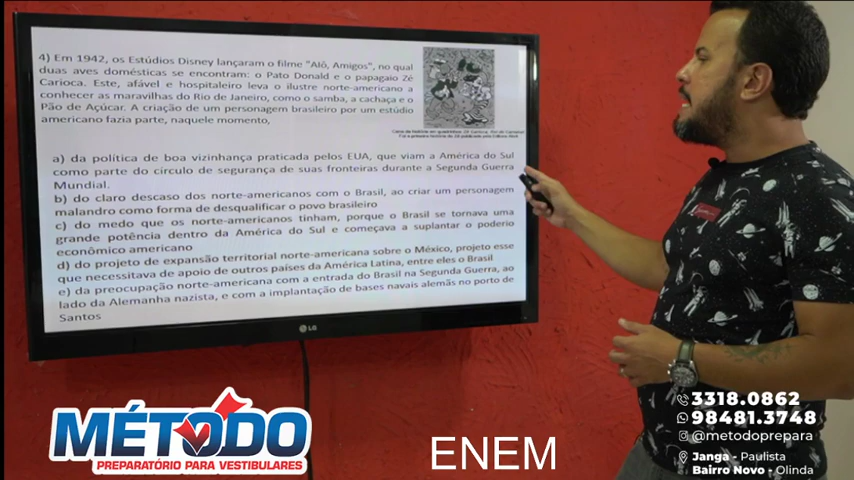 4) Em 1942, os Estúdios Disney lançaram o filme "Alô, Amigos", no qual
duas aves domésticas se encontram: o Pato Donald e o papagaio Zé
Carioca. Este, afável e hospitaleiro leva o ilustre norte-americano a
conhecer as maravilhas do Rio de Janeiro, como o samba, a cachaça e o
Pão de Açúcar. A criação de um personagem brasileiro por um estúdio
americano fazia parte, naquele momento,
a) da política de boa vizinhança praticada pelos EUA, que viam a América do Sul
como parte do círculo de segurança de suas fronteiras durante a Segunda Guerra
Mundial.
b) do claro descaso dos norte-americanos com o Brasil, ao criar um personagem
malandro como forma de desqualificar o povo brasileiro
c) do medo que os norte-americanos tinham, porque o Brasil se tornava uma
grande potência dentro da América do Sul e começava a suplantar o poderio
econômico americano
d) do projeto de expansão territorial norte-americana sobre o México, projeto esse
que necessitava de apoio de outros países da América Latina, entre eles o Brasil
e) da preocupação norte-americana com a entrada do Brasil na Segunda Guerra, ao
lado da Alemanha nazista, e com a implantação de bases navais alemãs no porto de
Santos
LG
MÉTODO
PREPARATÓRIO PARA VESTIBULARES
ENEM
3318.0862
98481.3748
@metodoprepara
Janga - Paulista
Bairro Novo - Olinda